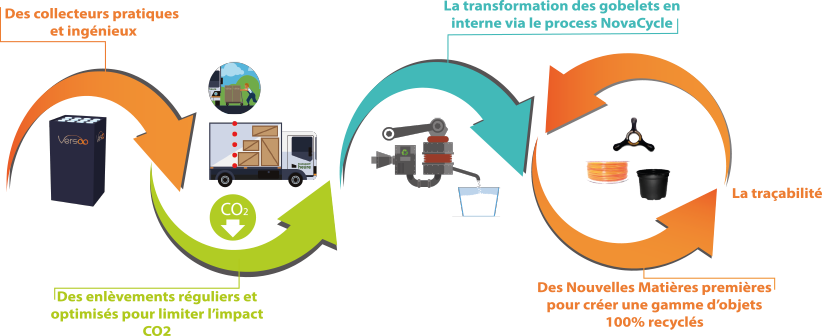 Des collecteurs pratiques
et ingénieux
La transformation des gobelets en
interne via le process NovaCycle
Versoo
CO2
La traçabilité
Des enlèvements réguliers et
optimisés pour limiter l'impact
CO2
Des Nouvelles Matières premières
pour créer une gamme d'objets
100% recyclés